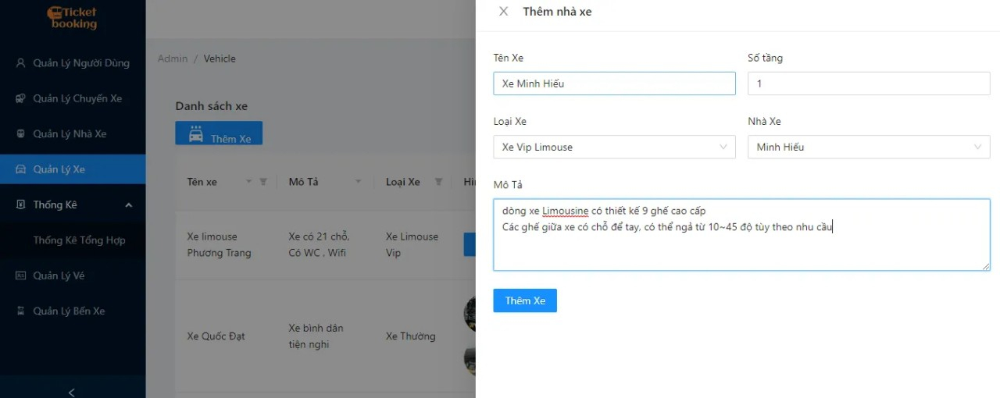 Ticket
booking
Quản Lý Người Dùng
Quản Lý Chuyến Xe
Quản Lý Nhà Xe
Quản Lý Xe
Thống Kê
Thống Kê Tổng Hợp
Quản Lý Vé
Quản Lý Bến Xe
Admin / Vehicle
Danh sách xe
Thêm Xe
Tên xe Mô Tả Loại Xe
Xe limouse Xe có 21 chỗ, Xe Limouse
Phương Trang Có WC , Wifi Vip
Xe Quốc Đạt Xe bình dân Xe Thường
tiện nghi
Thêm nhà xe
Tên Xe Số tầng
Xe Minh Hiếu 1
Loại Xe Nhà Xe
Xe Vip Limouse Minh Hiếu
Mô Tả
dòng xe Limousine có thiết kế 9 ghế cao cấp
Các ghế giữa xe có chỗ để tay, có thể ngả từ 10~45 độ tùy theo nhu cầu
Thêm Xe